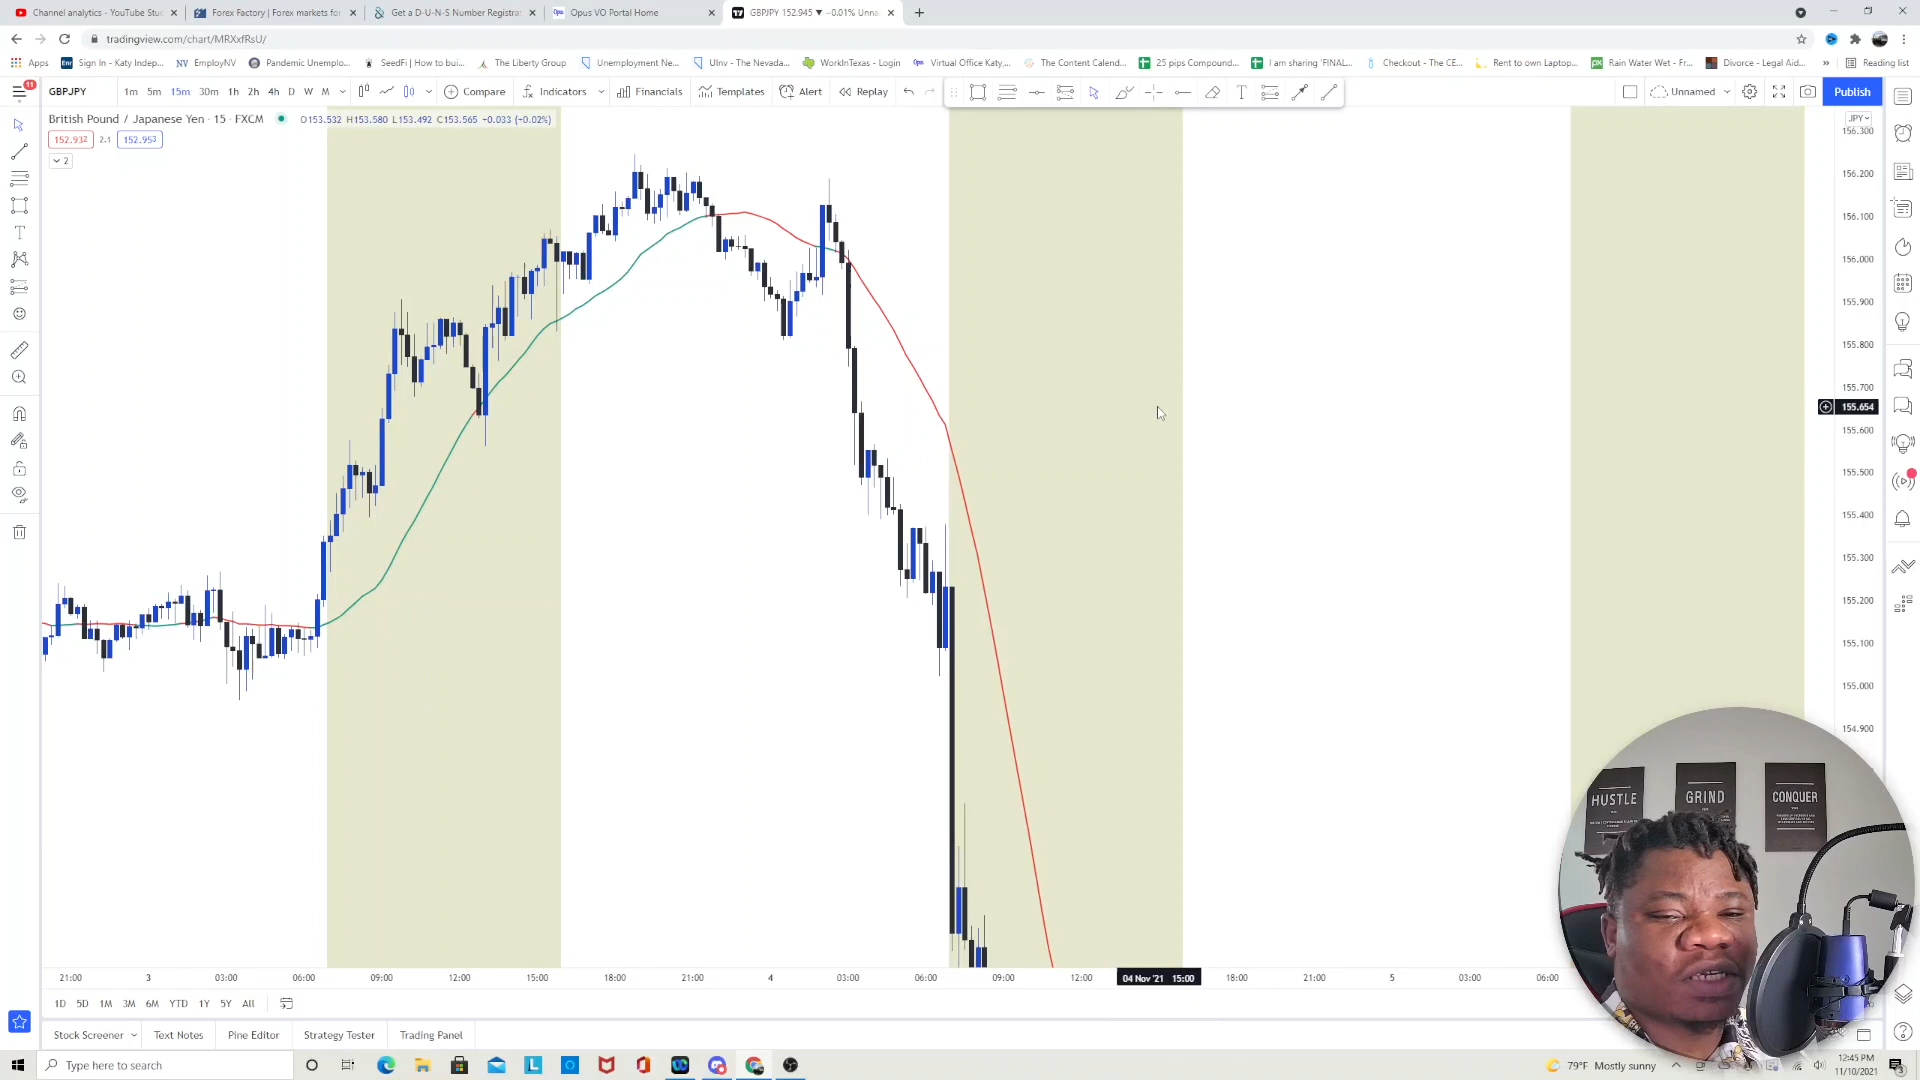 Channel analytics - YouTube Stu
Forex Factory | Forex markets for
Get a D-U-N-S Number Registra
Opus VO Portal Home
GBPJPY 152.945 ▼ −0.01% Unna
tradingview.com/chart/MRXxfRsU/
Apps
Sign In - Katy Indep...
EmployNV
Pandemic Unemplo...
SeedFi | How to bui...
The Liberty Group
Unemployment Ne...
UInv - The Nevada...
WorkInTexas - Login
Virtual Office Katy,...
The Content Calend...
25 pips Compound...
I am sharing 'FINAL...
Checkout - The CE...
Rent to own Laptop...
Rain Water Wet - Fr...
Divorce - Legal Aid...
»
Reading list
11
GBPJPY
1m 5m 15m 30m 1h 2h 4h D W M
Compare
Indicators
Financials
Templates
Alert
Replay
Unnamed
Publish
British Pound / Japanese Yen · 15 · FXCM
O153.532 H153.580 L153.492 C153.565 +0.033 (+0.02%)
152.932 2.1 152.953
2
JPY
156.300
156.200
156.100
156.000
155.900
155.800
155.700
155.654
155.600
155.500
155.400
155.300
155.200
155.100
155.000
154.900
HUSTLE
GRIND
CONQUER
21:00 3 03:00 06:00 09:00 12:00 15:00 18:00 21:00 4 03:00 06:00 09:00 12:00 04 Nov '21 15:00 18:00 21:00 5 03:00 06:00
1D 5D 1M 3M 6M YTD 1Y 5Y All
Stock Screener
Text Notes
Pine Editor
Strategy Tester
Trading Panel
Type here to search
79°F Mostly sunny
12:45 PM
11/10/2021
3